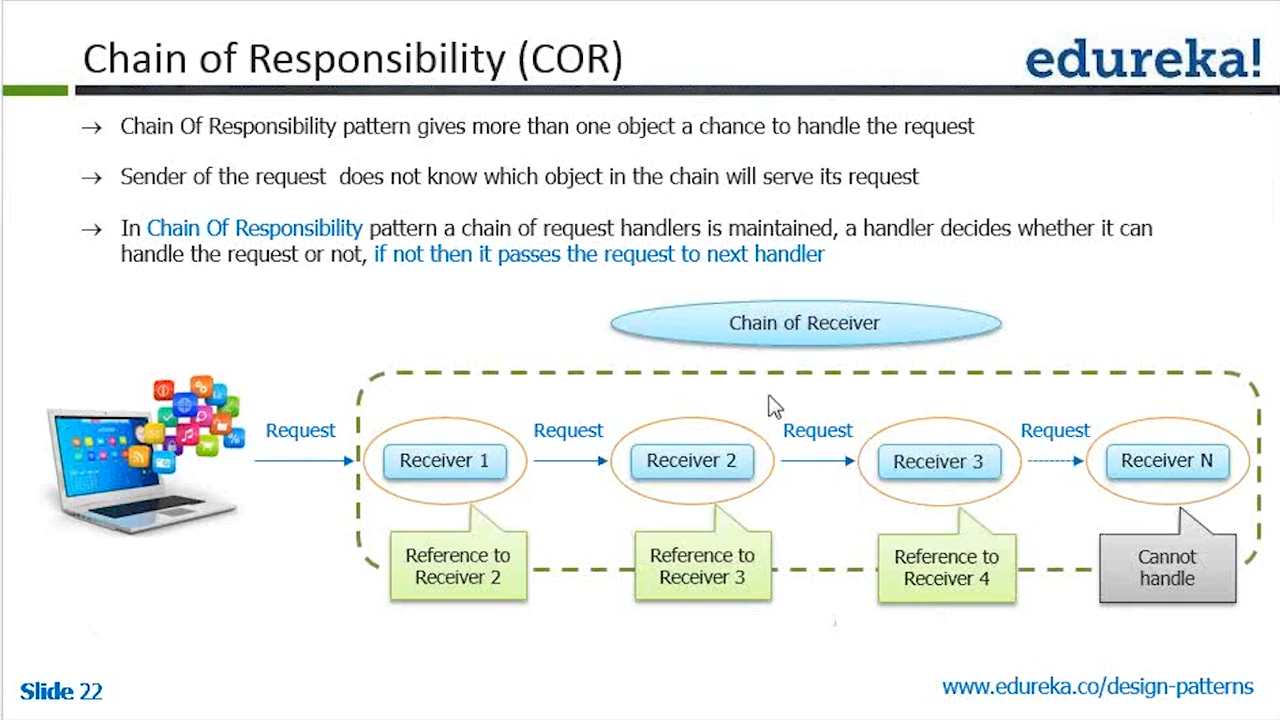 Chain of Responsibility (COR)
edureka!
→ Chain Of Responsibility pattern gives more than one object a chance to handle the request
→ Sender of the request does not know which object in the chain will serve its request
→ In Chain Of Responsibility pattern a chain of request handlers is maintained, a handler decides whether it can
handle the request or not, if not then it passes the request to next handler
Chain of Receiver
Request
Request
Request
Request
Receiver 1
Receiver 2
Receiver 3
Receiver N
Reference to
Receiver 2
Reference to
Receiver 3
Reference to
Receiver 4
Cannot
handle
Slide 22
www.edureka.co/design-patterns